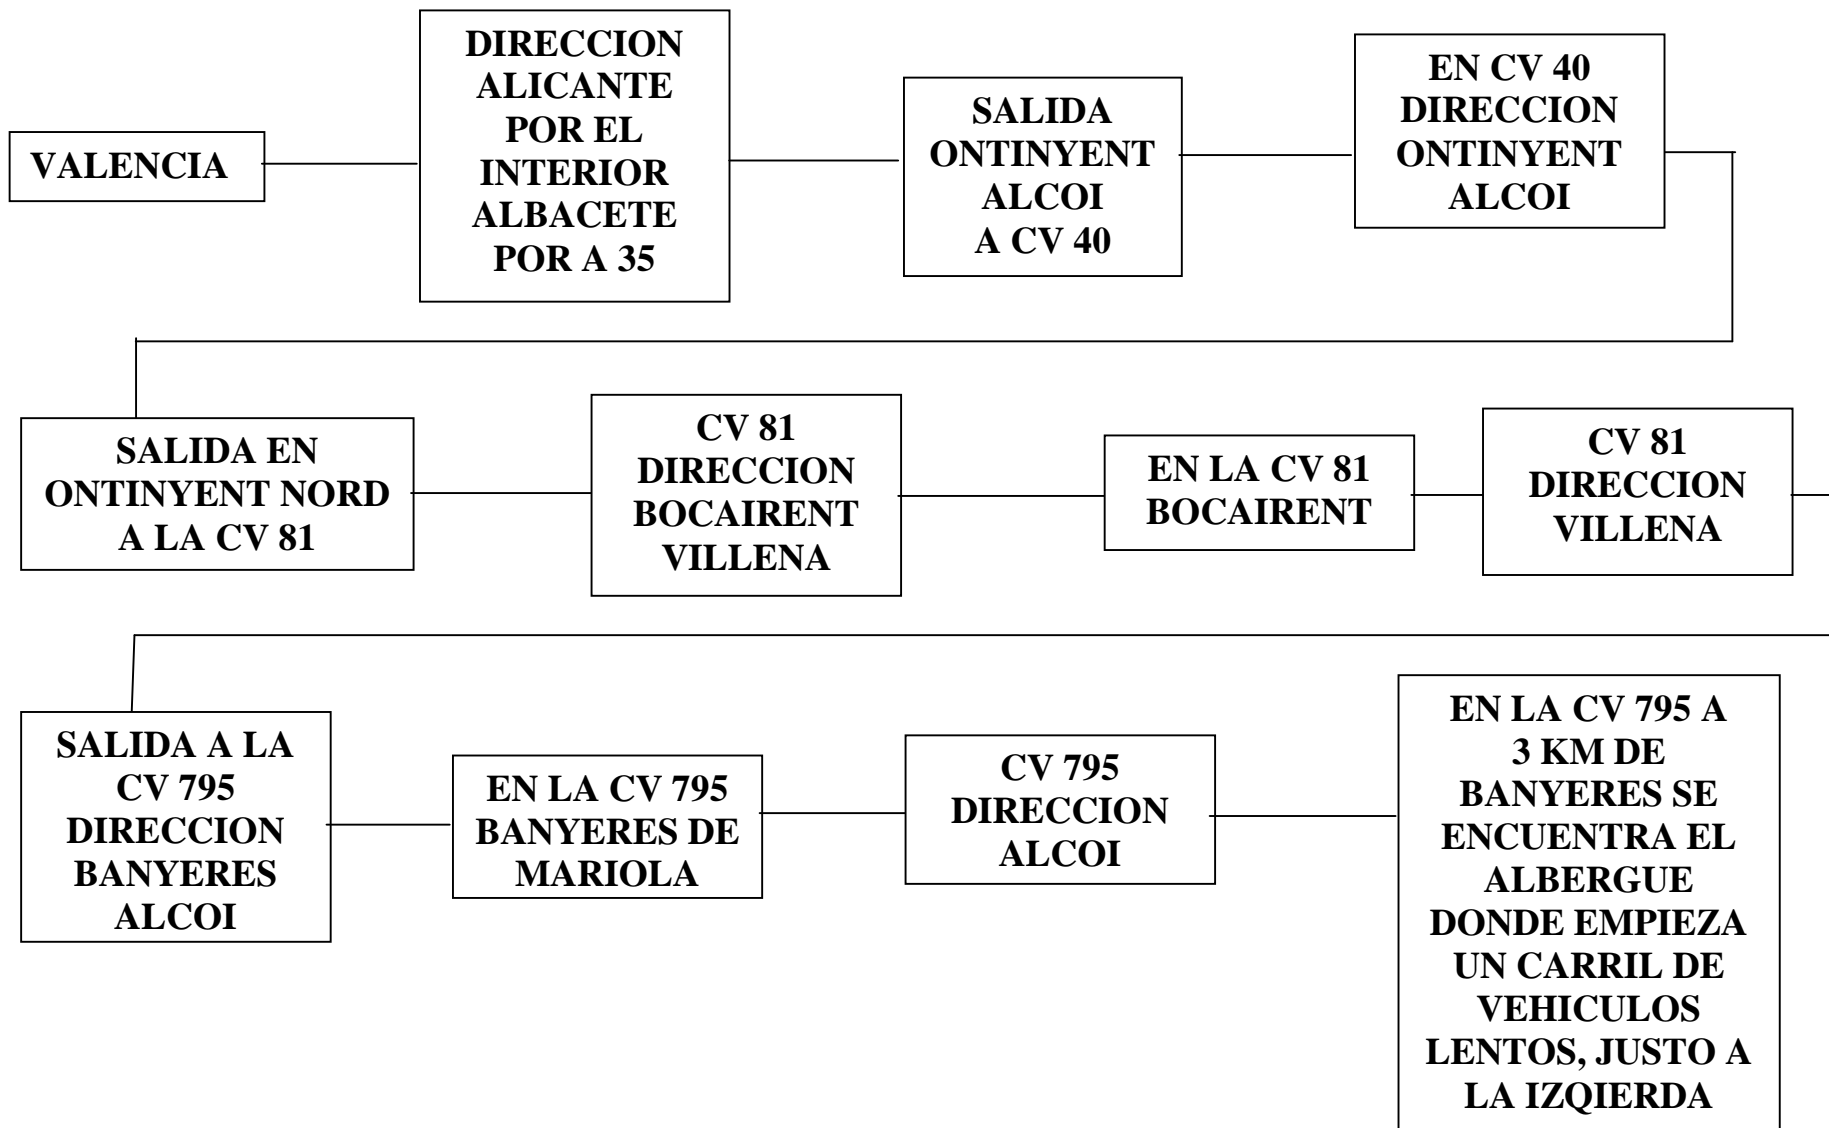 VALENCIA
DIRECCION
ALICANTE
POR EL
INTERIOR
ALBACETE
POR A 35
SALIDA
ONTINYENT
ALCOI
A CV 40
EN CV 40
DIRECCION
ONTINYENT
ALCOI
SALIDA EN
ONTINYENT NORD
A LA CV 81
CV 81
DIRECCION
BOCAIRENT
VILLENA
EN LA CV 81
BOCAIRENT
CV 81
DIRECCION
VILLENA
SALIDA A LA
CV 795
DIRECCION
BANYERES
ALCOI
EN LA CV 795
BANYERES DE
MARIOLA
CV 795
DIRECCION
ALCOI
EN LA CV 795 A
3 KM DE
BANYERES SE
ENCUENTRA EL
ALBERGUE
DONDE EMPIEZA
UN CARRIL DE
VEHICULOS
LENTOS, JUSTO A
LA IZQIERDA